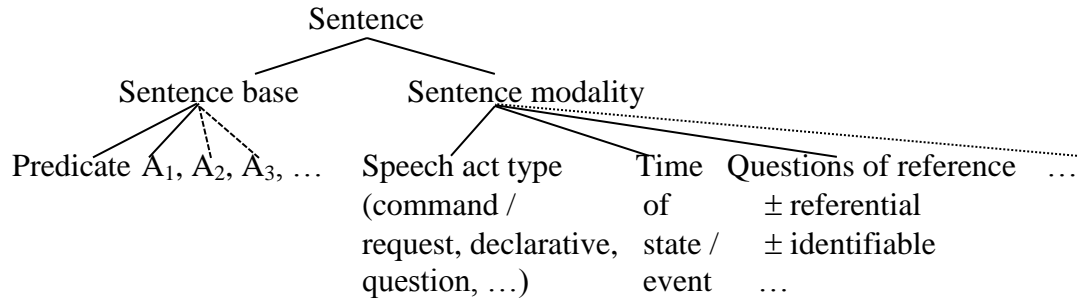 Sentence
Sentence base Sentence modality
Predicate A₁, A₂, A₃, … Speech act type Time Questions of reference …
(command / of ± referential
request, declarative, state / ± identifiable
question, …) event …